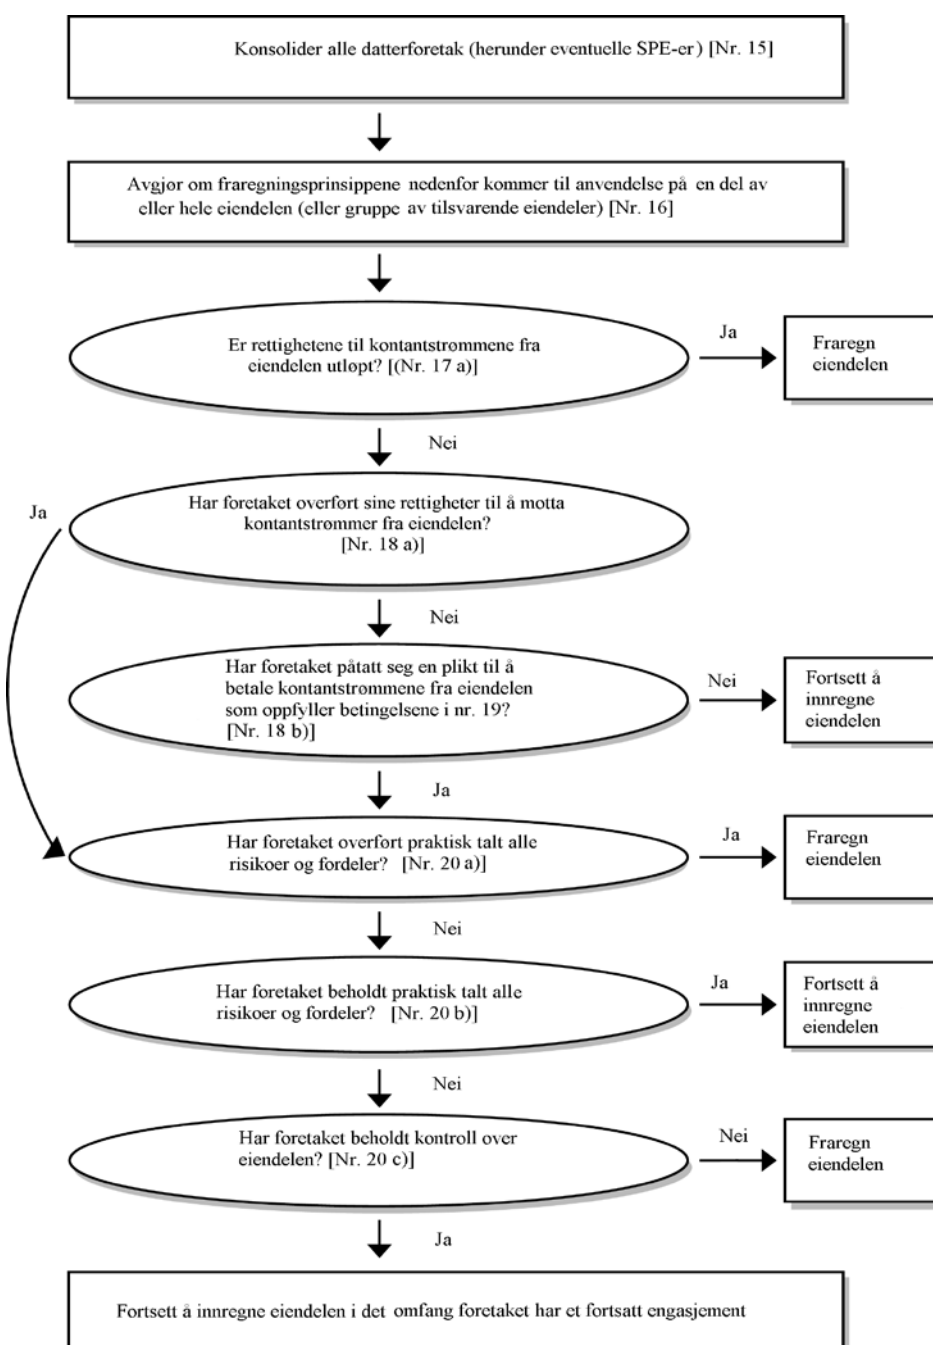 Konsolider alle datterforetak (herunder eventuelle SPE-er) [Nr. 15]
Avgjør om fraregningsprinsippene nedenfor kommer til anvendelse på en del av
eller hele eiendelen (eller gruppe av tilsvarende eiendeler) [Nr. 16]
Er rettighetene til kontantstrømmene fra
eiendelen utløpt? [(Nr. 17 a)]
Ja
Fraregn
eiendelen
Nei
Har foretaket overført sine rettigheter til å motta
kontantstrømmer fra eiendelen?
[Nr. 18 a)]
Ja
Nei
Har foretaket påtatt seg en plikt til å
betale kontantstrømmene fra eiendelen
som oppfyller betingelsene i nr. 19?
[Nr. 18 b)]
Nei
Fortsett å
innregne
eiendelen
Ja
Har foretaket overført praktisk talt alle
risikoer og fordeler? [Nr. 20 a)]
Ja
Fraregn
eiendelen
Nei
Har foretaket beholdt praktisk talt alle
risikoer og fordeler? [Nr. 20 b)]
Ja
Fortsett å
innregne
eiendelen
Nei
Har foretaket beholdt kontroll over
eiendelen? [Nr. 20 c)]
Nei
Fraregn
eiendelen
Ja
Fortsett å innregne eiendelen i det omfang foretaket har et fortsatt engasjement